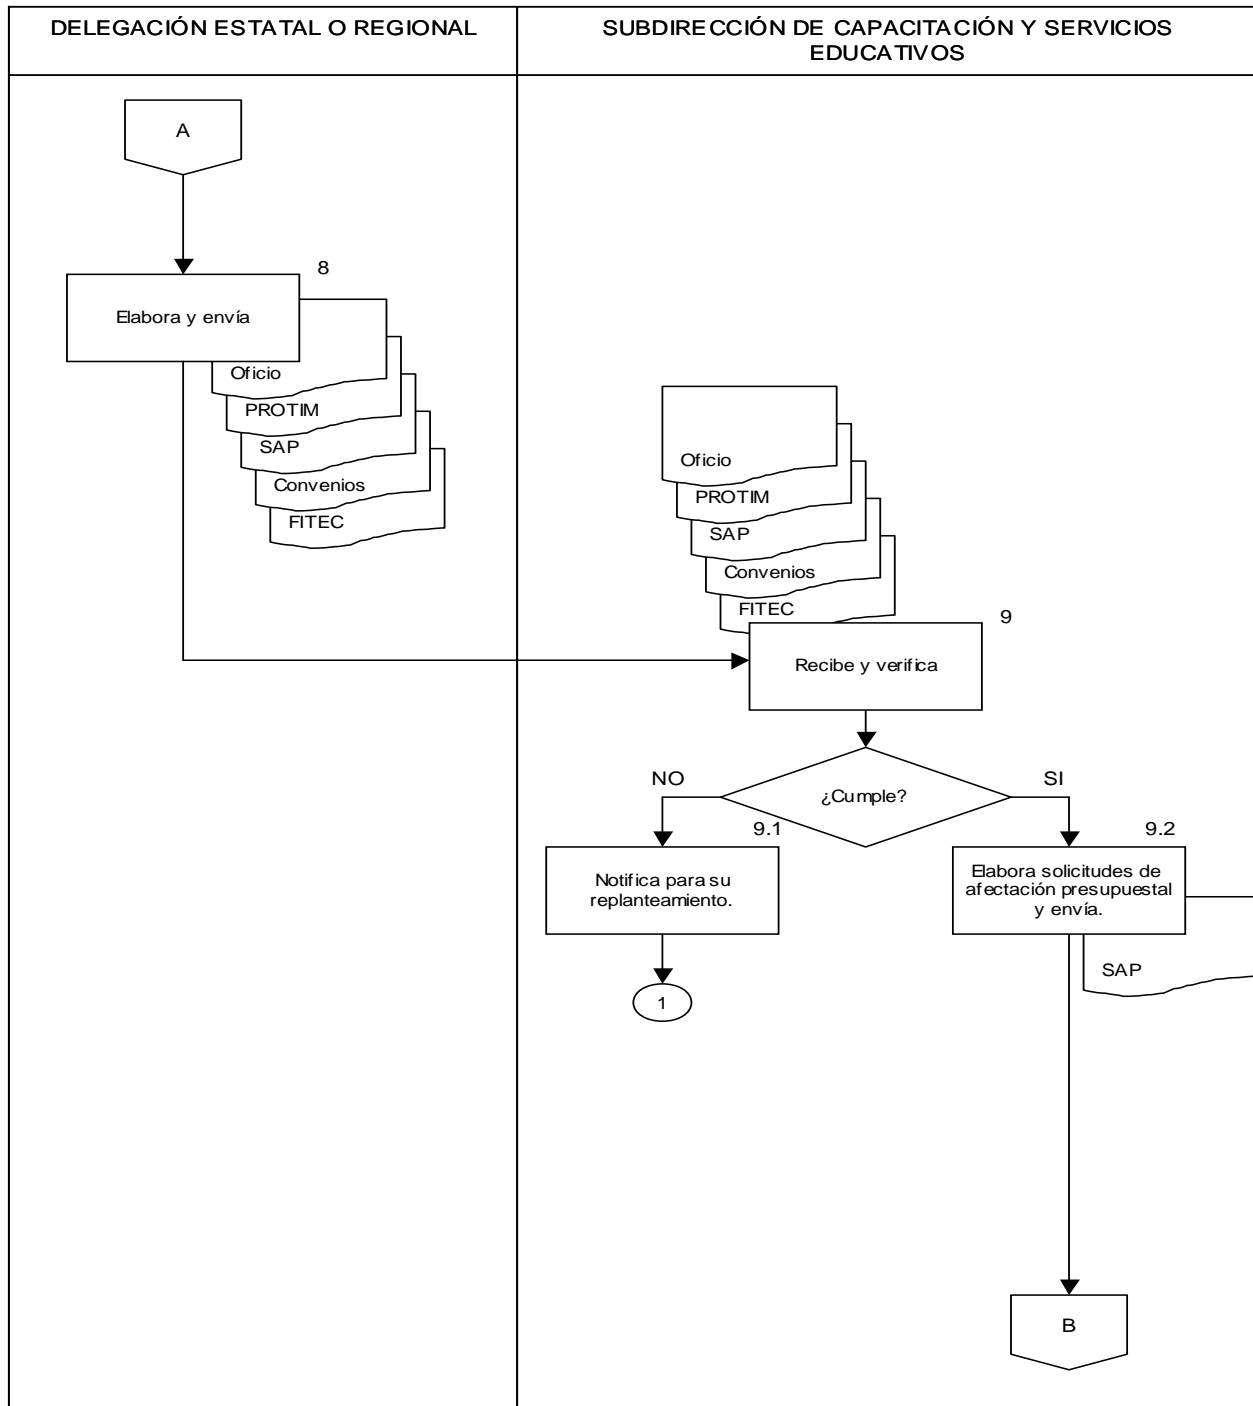 DELEGACIÓN ESTATAL O REGIONAL
SUBDIRECCIÓN DE CAPACITACIÓN Y SERVICIOS
EDUCATIVOS
A
8
Elabora y envía
Oficio
PROTIM
SAP
Convenios
FITEC
Oficio
PROTIM
SAP
Convenios
FITEC
9
Recibe y verifica
¿Cumple?
NO
SI
9.1
Notifica para su
replanteamiento.
1
9.2
Elabora solicitudes de
afectación presupuestal
y envía.
SAP
B